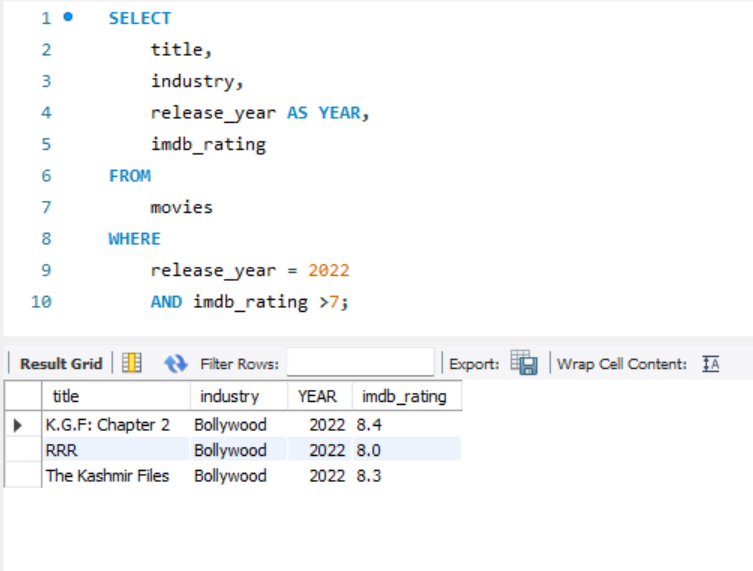 1 SELECT
2 title,
3 industry,
4 release_year AS YEAR,
5 imdb_rating
6 FROM
7 movies
8 WHERE
9 release_year = 2022
10 AND imdb_rating >7;
Result Grid Filter Rows: Export: Wrap Cell Content: IA
title industry YEAR imdb_rating
K.G.F: Chapter 2 Bollywood 2022 8.4
RRR Bollywood 2022 8.0
The Kashmir Files Bollywood 2022 8.3